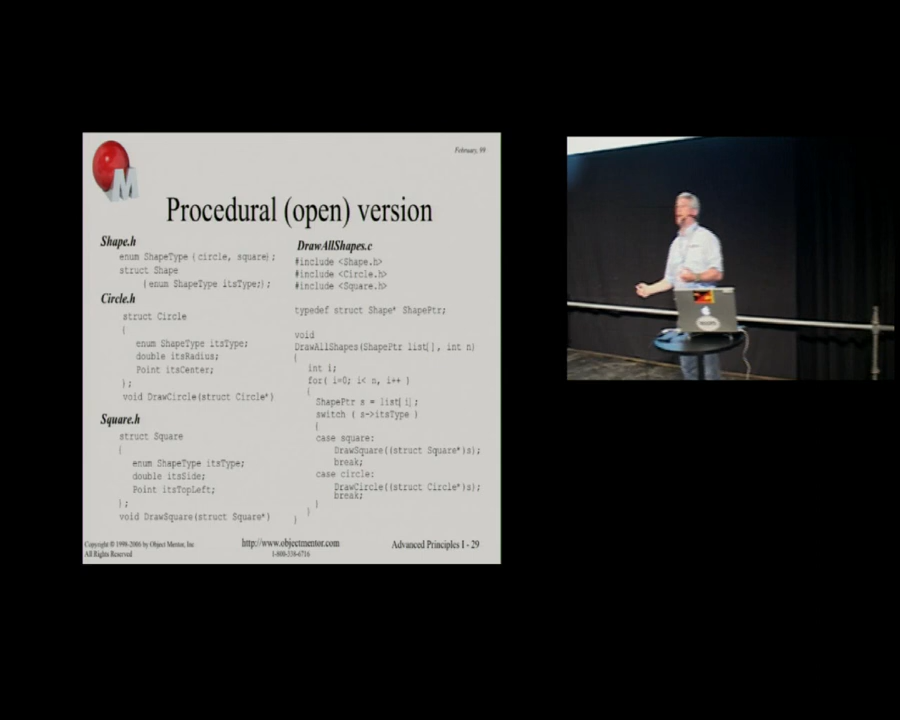 M
February, 99
Procedural (open) version
Shape.h
enum ShapeType {circle, square};
struct Shape
{enum ShapeType itsType;};
Circle.h
struct Circle
{
enum ShapeType itsType;
double itsRadius;
Point itsCenter;
};
void DrawCircle(struct Circle*)
Square.h
struct Square
{
enum ShapeType itsType;
double itsSide;
Point itsTopLeft;
};
void DrawSquare(struct Square*)
DrawAllShapes.c
#include <Shape.h>
#include <Circle.h>
#include <Square.h>
typedef struct Shape* ShapePtr;
void
DrawAllShapes(ShapePtr list[], int n)
{
int i;
for( i=0; i< n, i++ )
{
ShapePtr s = list[ i];
switch ( s->itsType )
{
case square:
DrawSquare((struct Square*)s);
break;
case circle:
DrawCircle((struct Circle*)s);
break;
}
}
}
Copyright © 1998-2006 by Object Mentor, Inc
All Rights Reserved
http://www.objectmentor.com
1-800-338-6716
Advanced Principles I - 29